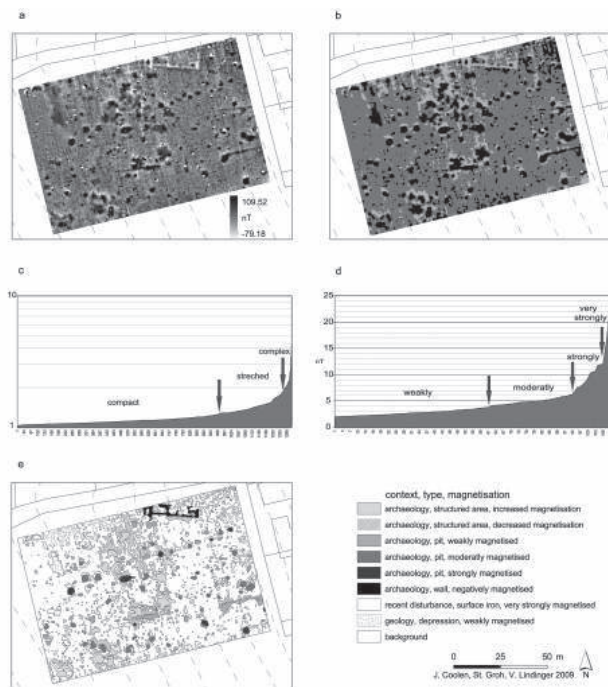 a
b
109.52
nT
-79.18
c
d
10
complex
streched
compact
1
25
20
15
10
5
0
nT
very
strongly
strongly
moderatly
weakly
e
context, type, magnetisation
archaeology, structured area, increased magnetisation
archaeology, structured area, decreased magnetisation
archaeology, pit, weakly magnetised
archaeology, pit, moderately magnetised
archaeology, pit, strongly magnetised
archaeology, wall, negatively magnetised
recent disturbance, surface iron, very strongly magnetised
geology, depression, weakly magnetised
background
0 25 50 m
N
J. Coolen, St. Groh, V. Lindinger 2009